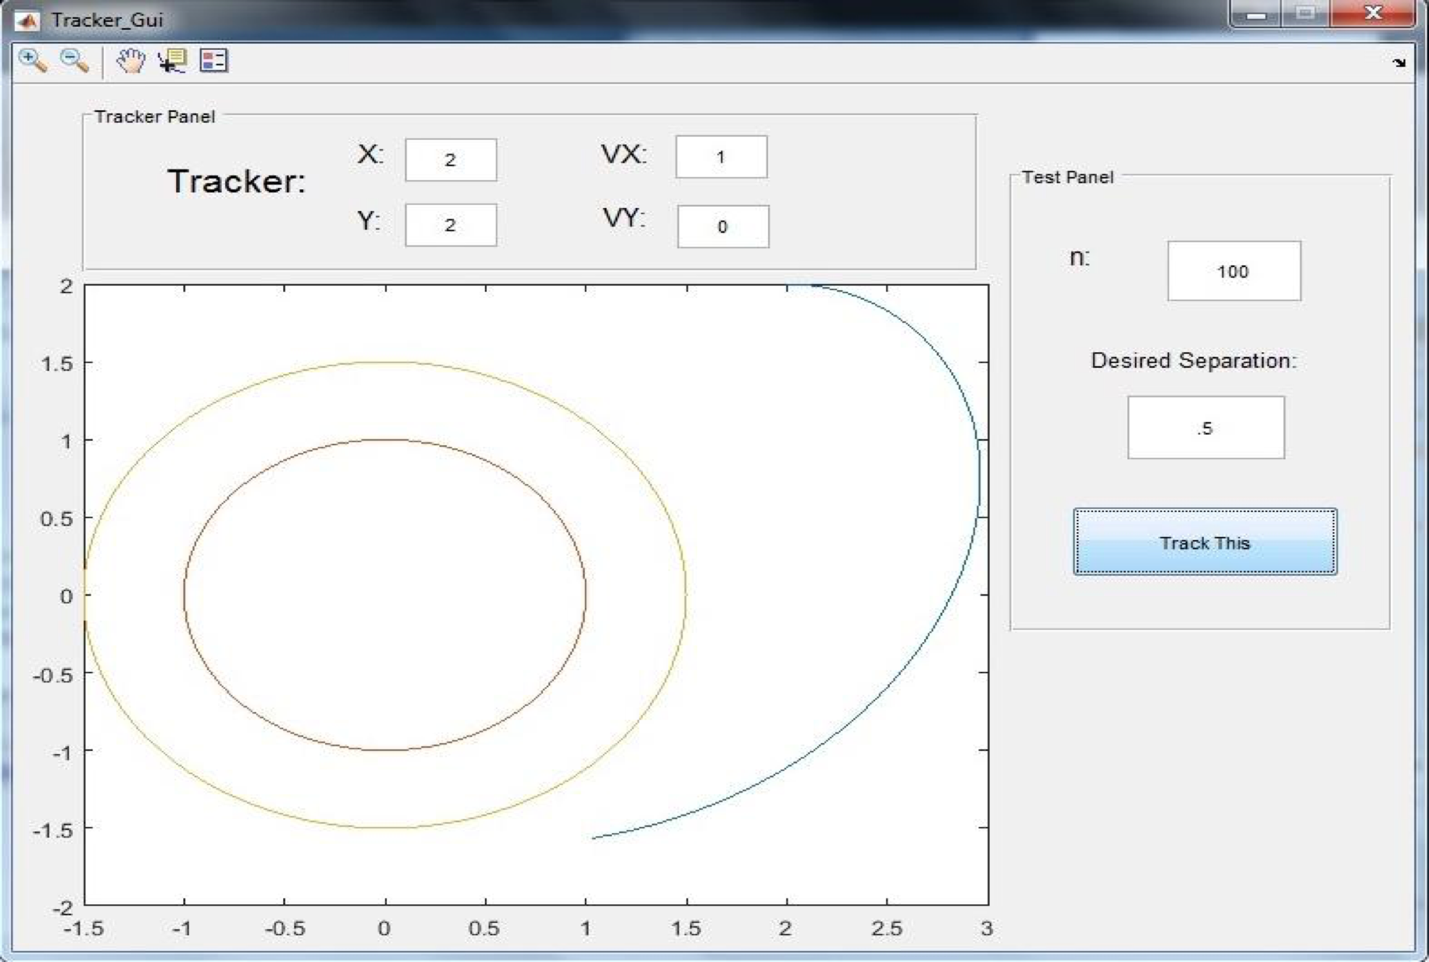 Tracker_Gui
Tracker Panel
Tracker:
X: 2
VX: 1
Y: 2
VY: 0
Test Panel
n: 100
Desired Separation:
.5
Track This
2
1.5
1
0.5
0
-0.5
-1
-1.5
-2
-1.5 -1 -0.5 0 0.5 1 1.5 2 2.5 3